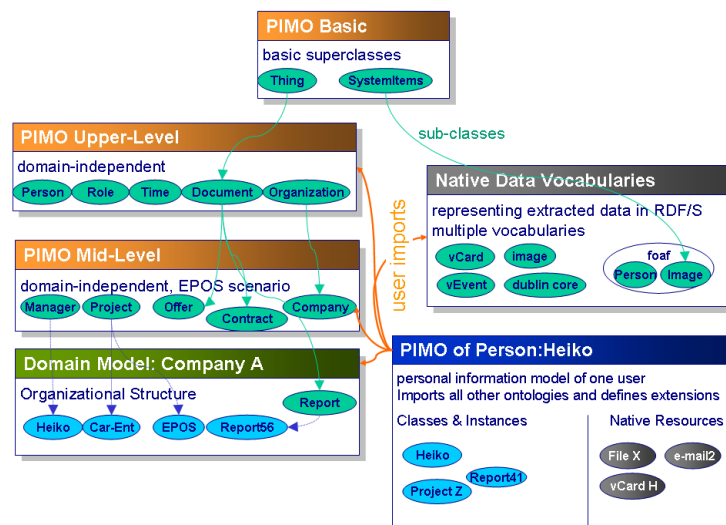 PIMO Basic
basic superclasses
Thing
SystemItems
sub-classes
PIMO Upper-Level
domain-independent
Person
Role
Time
Document
Organization
Native Data Vocabularies
representing extracted data in RDF/S
multiple vocabularies
vCard
image
foaf
Person
Image
vEvent
dublin core
user imports
PIMO Mid-Level
domain-independent, EPOS scenario
Manager
Project
Offer
Contract
Company
Domain Model: Company A
Organizational Structure
Report
Heiko
Car-Ent
EPOS
Report56
PIMO of Person:Heiko
personal information model of one user
Imports all other ontologies and defines extensions
Classes & Instances
Heiko
Report41
Project Z
Native Resources
File X
e-mail2
vCard H